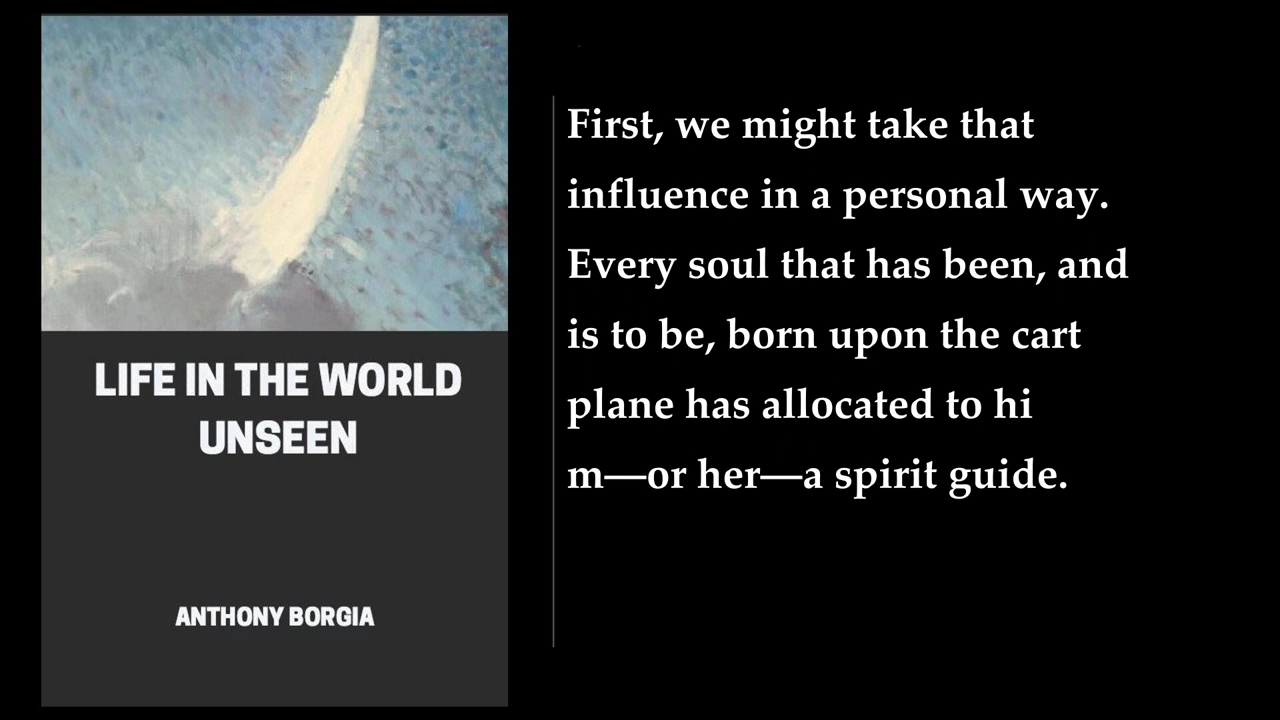 LIFE IN THE WORLD
UNSEEN
ANTHONY BORGIA
First, we might take that
influence in a personal way.
Every soul that has been, and
is to be, born upon the cart
plane has allocated to hi
m—or her—a spirit guide.